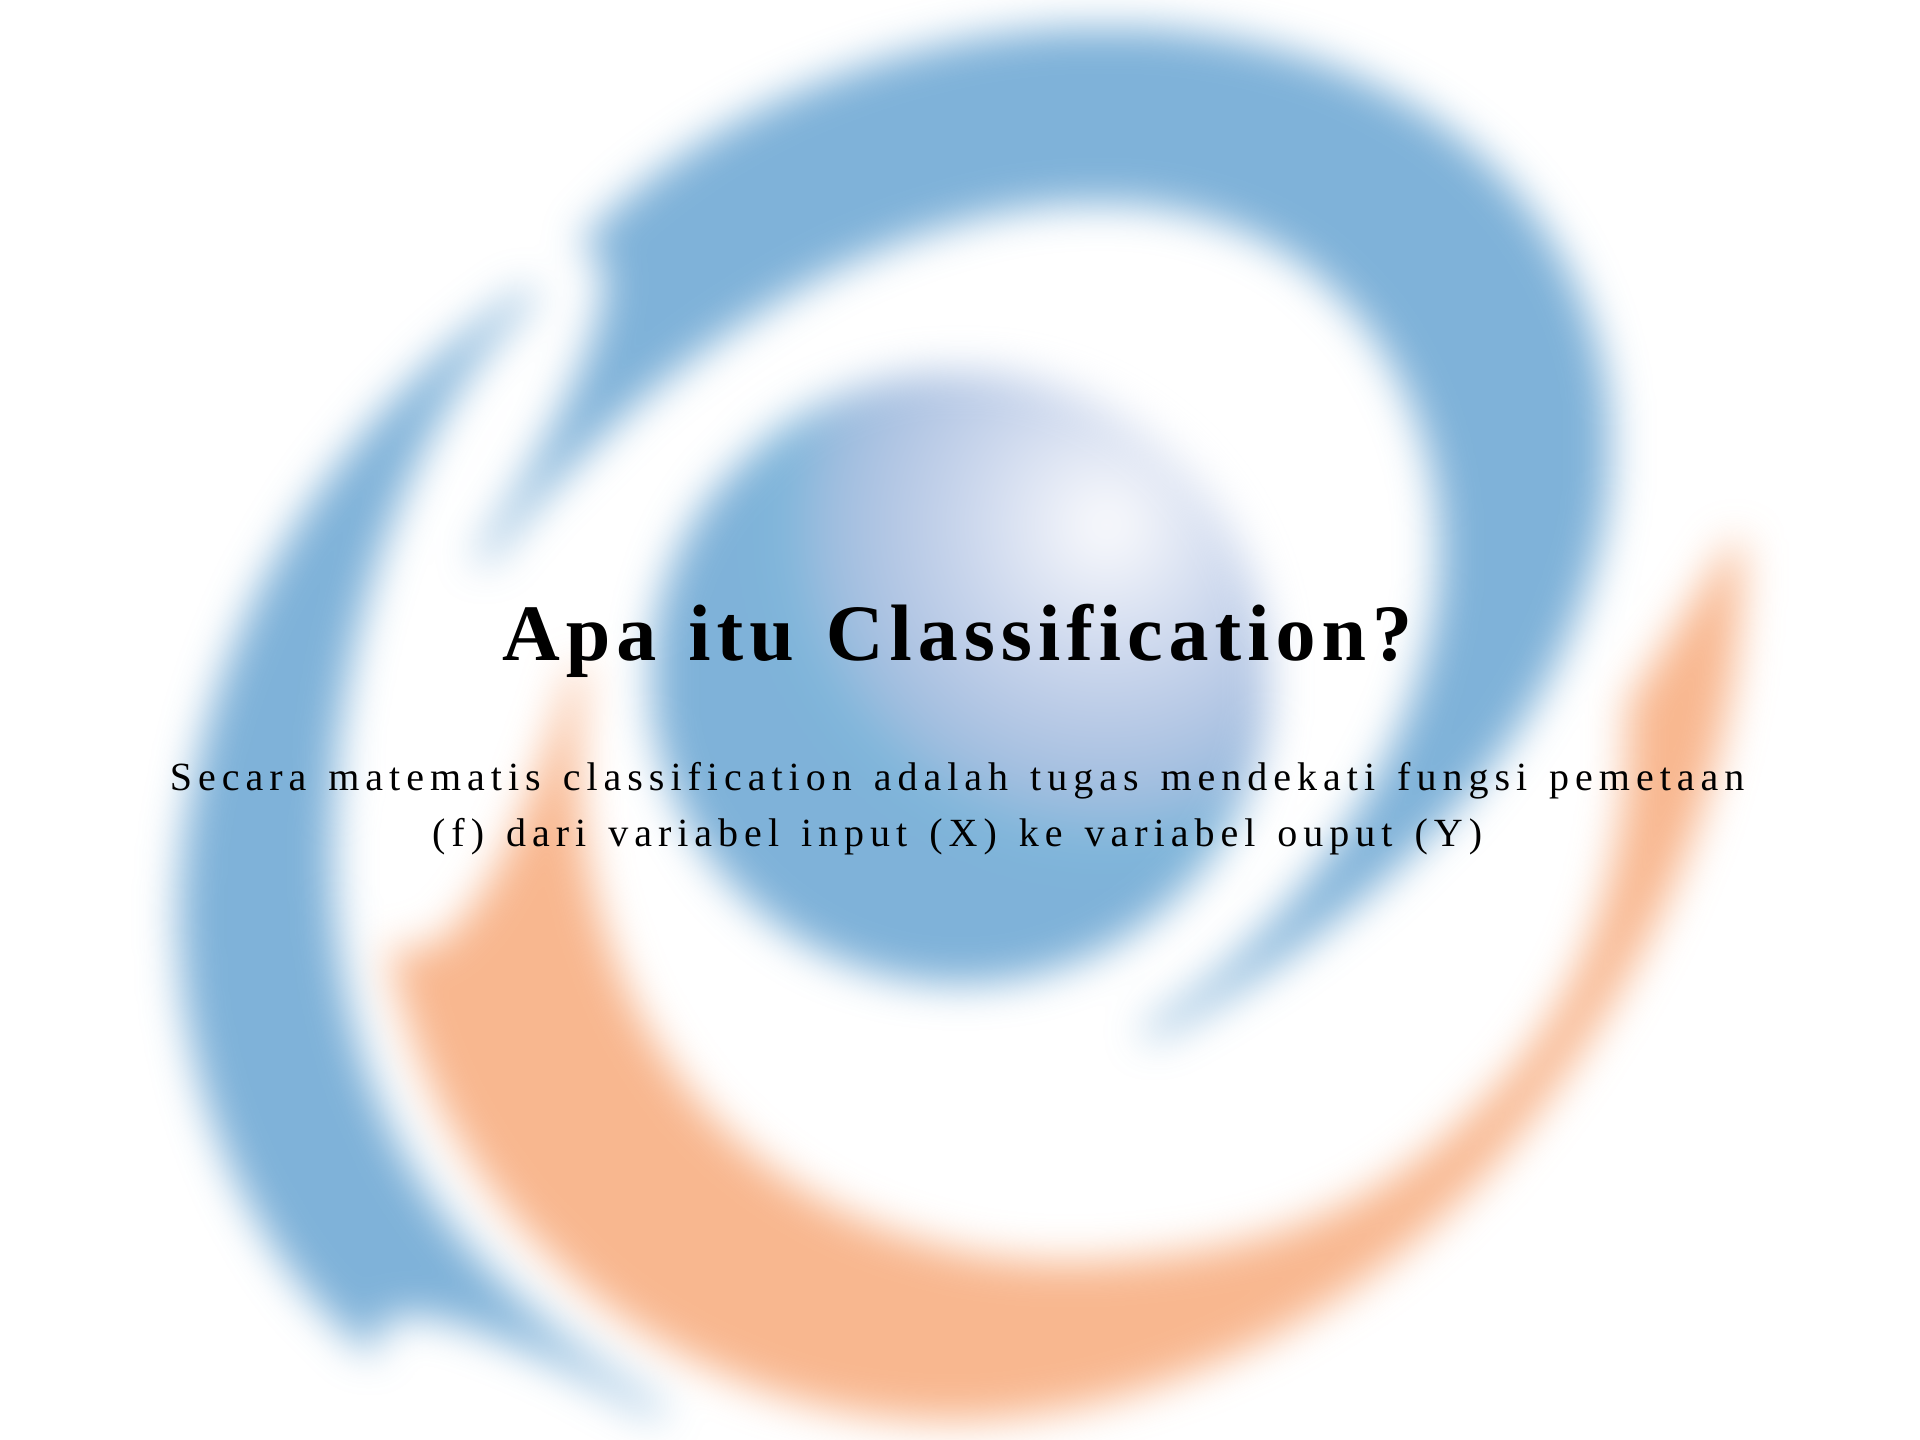 Apa itu Classification?
Secara matematis classification adalah tugas mendekati fungsi pemetaan
(f) dari variabel input (X) ke variabel ouput (Y)